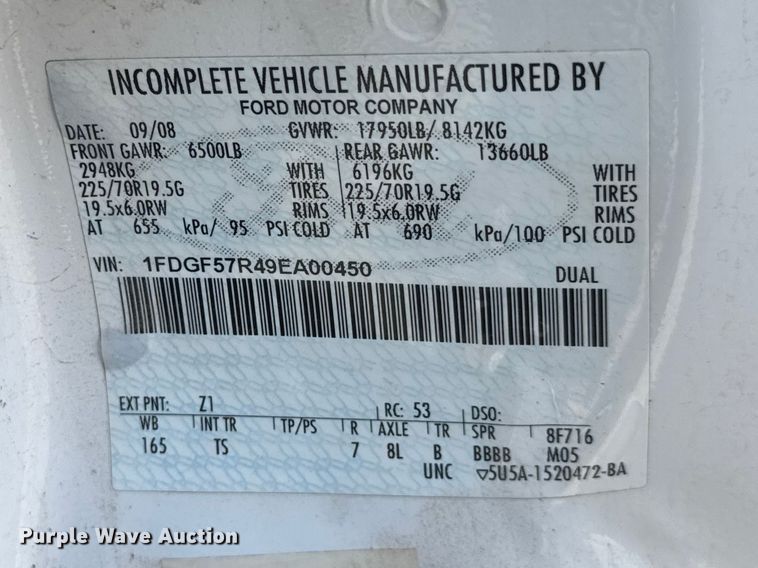 INCOMPLETE VEHICLE MANUFACTURED BY
FORD MOTOR COMPANY
DATE: 09/08 GVWR: 17950LB/ 8142KG
FRONT GAWR: 6500LB REAR GAWR: 13660LB
2948KG WITH 6196KG WITH
225/70R19.5G TIRES 225/70R19.5G TIRES
19.5x6.0RW RIMS 19.5x6.0RW RIMS
AT 655 kPa/ 95 PSI COLD AT 690 kPa/100 PSI COLD
VIN: 1FDGF57R49EA00450 DUAL
EXT PNT: Z1 RC: 53 DSO:
WB INT TR TP/PS R AXLE TR SPR 8F716
165 TS 7 8L B BBBB M05
UNC ▽5U5A-1520472-BA
Purple Wave Auction